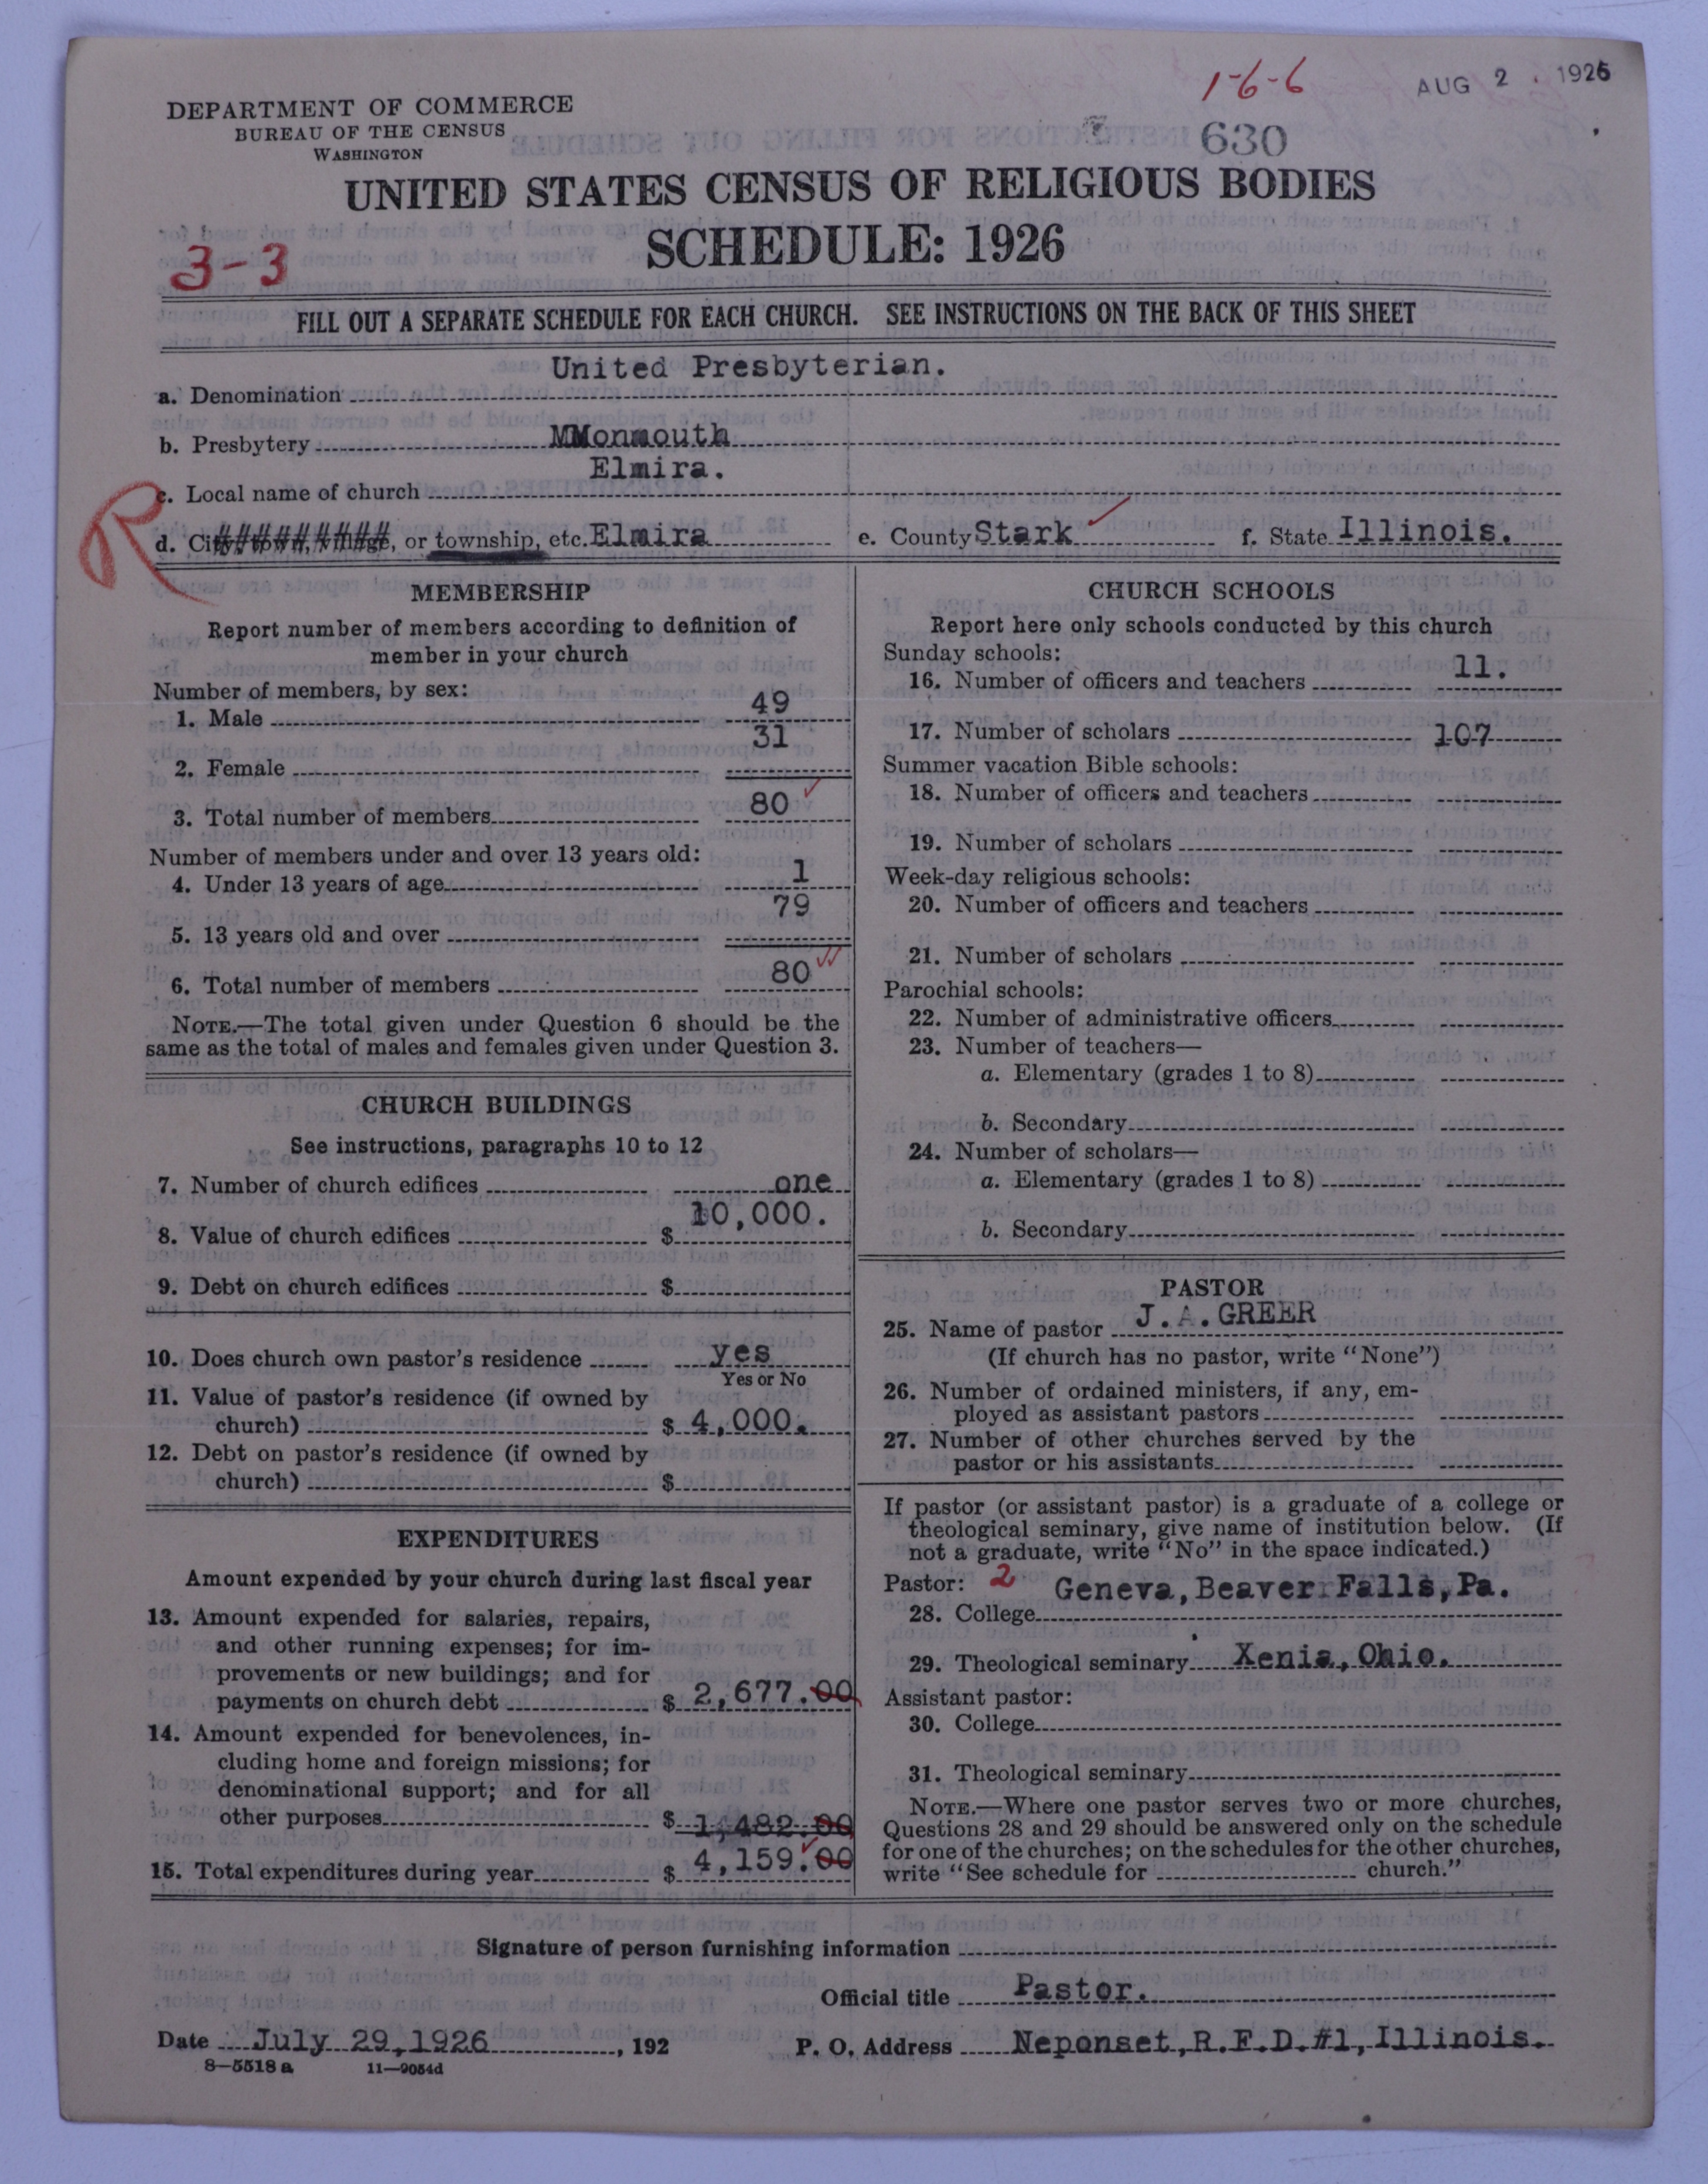 1-6-6
AUG 2 1926
DEPARTMENT OF COMMERCE
BUREAU OF THE CENSUS
WASHINGTON
630
UNITED STATES CENSUS OF RELIGIOUS BODIES
SCHEDULE: 1926
3-3
FILL OUT A SEPARATE SCHEDULE FOR EACH CHURCH. SEE INSTRUCTIONS ON THE BACK OF THIS SHEET
a. Denomination United Presbyterian.
b. Presbytery MMonmouth
c. Local name of church Elmira.
R
d. City, town, village, or township, etc. Elmira e. County Stark f. State Illinois.
MEMBERSHIP
Report number of members according to definition of
member in your church
Number of members, by sex:
1. Male 49
2. Female 31
3. Total number of members 80
Number of members under and over 13 years old:
4. Under 13 years of age 1
5. 13 years old and over 79
6. Total number of members 80
NOTE.—The total given under Question 6 should be the
same as the total of males and females given under Question 3.
CHURCH BUILDINGS
See instructions, paragraphs 10 to 12
7. Number of church edifices one
8. Value of church edifices $ 10,000.
9. Debt on church edifices $
10. Does church own pastor's residence yes
Yes or No
11. Value of pastor's residence (if owned by
church) $ 4,000.
12. Debt on pastor's residence (if owned by
church) $
EXPENDITURES
Amount expended by your church during last fiscal year
13. Amount expended for salaries, repairs,
and other running expenses; for im-
provements or new buildings; and for
payments on church debt $ 2,677.00
14. Amount expended for benevolences, in-
cluding home and foreign missions; for
denominational support; and for all
other purposes $ 1,482.00
15. Total expenditures during year $ 4,159.00
CHURCH SCHOOLS
Report here only schools conducted by this church
Sunday schools:
16. Number of officers and teachers 11.
17. Number of scholars 107
Summer vacation Bible schools:
18. Number of officers and teachers
19. Number of scholars
Week-day religious schools:
20. Number of officers and teachers
21. Number of scholars
Parochial schools:
22. Number of administrative officers
23. Number of teachers—
a. Elementary (grades 1 to 8)
b. Secondary
24. Number of scholars—
a. Elementary (grades 1 to 8)
b. Secondary
PASTOR
25. Name of pastor J. A. GREER
(If church has no pastor, write "None")
26. Number of ordained ministers, if any, em-
ployed as assistant pastors
27. Number of other churches served by the
pastor or his assistants
If pastor (or assistant pastor) is a graduate of a college or
theological seminary, give name of institution below. (If
not a graduate, write "No" in the space indicated.)
Pastor: 2
28. College Geneva, Beaver Falls, Pa.
29. Theological seminary Xenia, Ohio.
Assistant pastor:
30. College
31. Theological seminary
NOTE.—Where one pastor serves two or more churches,
Questions 28 and 29 should be answered only on the schedule
for one of the churches; on the schedules for the other churches,
write "See schedule for church."
Signature of person furnishing information
Official title Pastor.
Date July 29, 1926, 192 P. O. Address Neponset, R.F.D.#1, Illinois.
8—5518 a 11—9054d